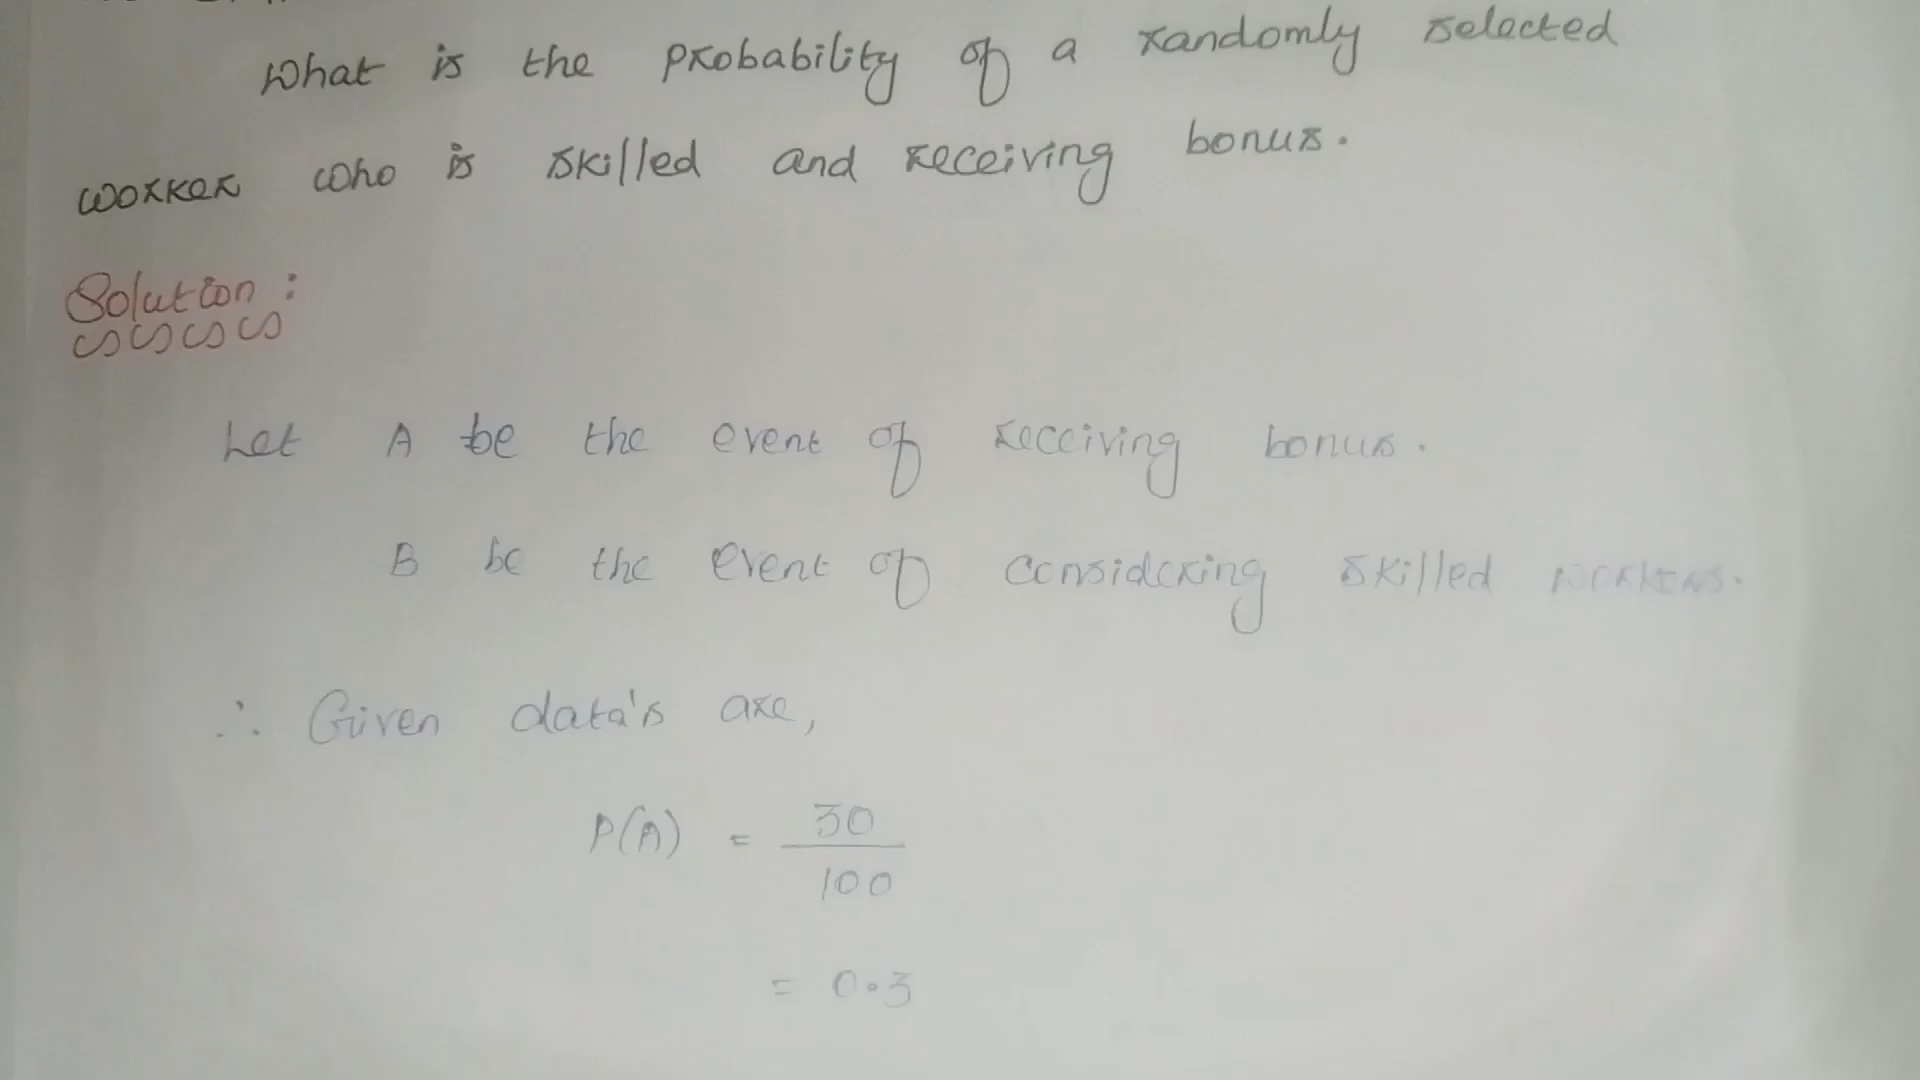 What is the probability of a randomly selected
worker who is skilled and receiving bonus.
Solution:
Let A be the event of receiving bonus.
B be the event of considering skilled workers.
∴ Given data's are,
P(A) = 30/100
= 0.3